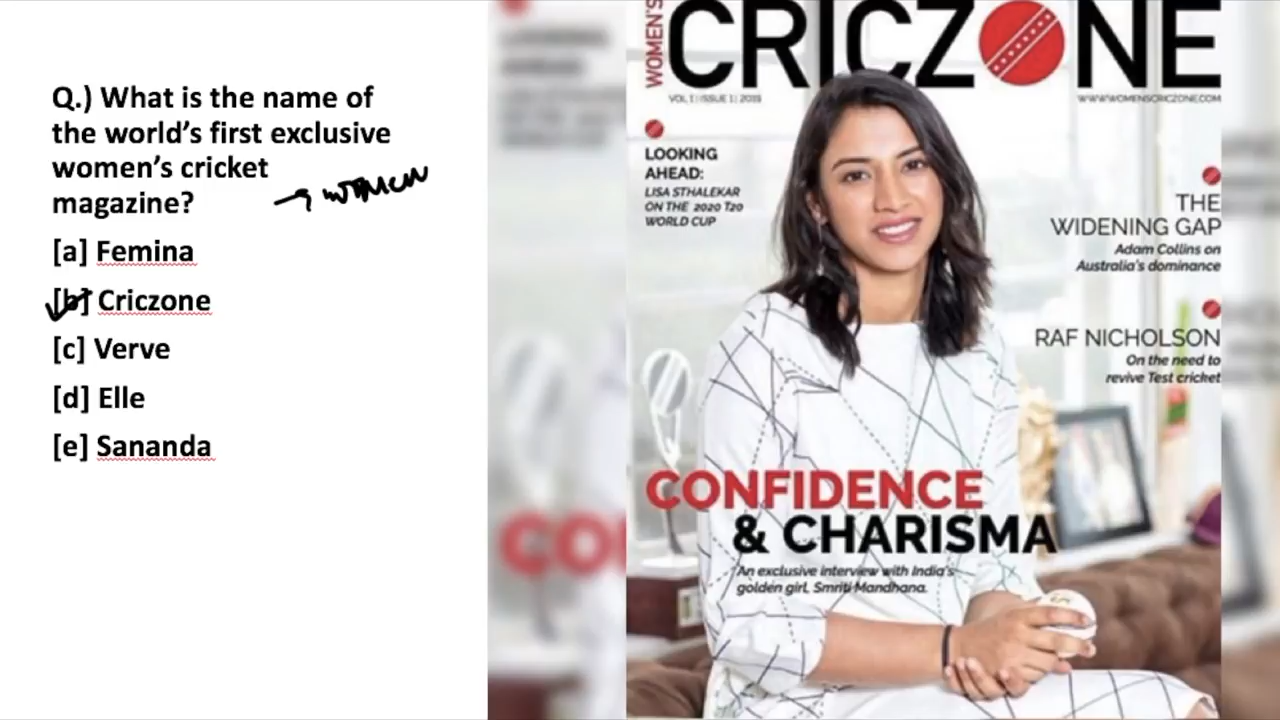 Q.) What is the name of
the world’s first exclusive
women’s cricket
magazine?
→ women
[a] Femina
[b] Criczone
[c] Verve
[d] Elle
[e] Sananda
WOMEN'S
CRICZONE
VOL 1 | ISSUE 1 | 2019
WWW.WOMENSCRICZONE.COM
LOOKING
AHEAD:
LISA STHALEKAR
ON THE 2020 T20
WORLD CUP
THE
WIDENING GAP
Adam Collins on
Australia's dominance
RAF NICHOLSON
On the need to
revive Test cricket
CONFIDENCE
& CHARISMA
An exclusive interview with India's
golden girl, Smriti Mandhana.
CO